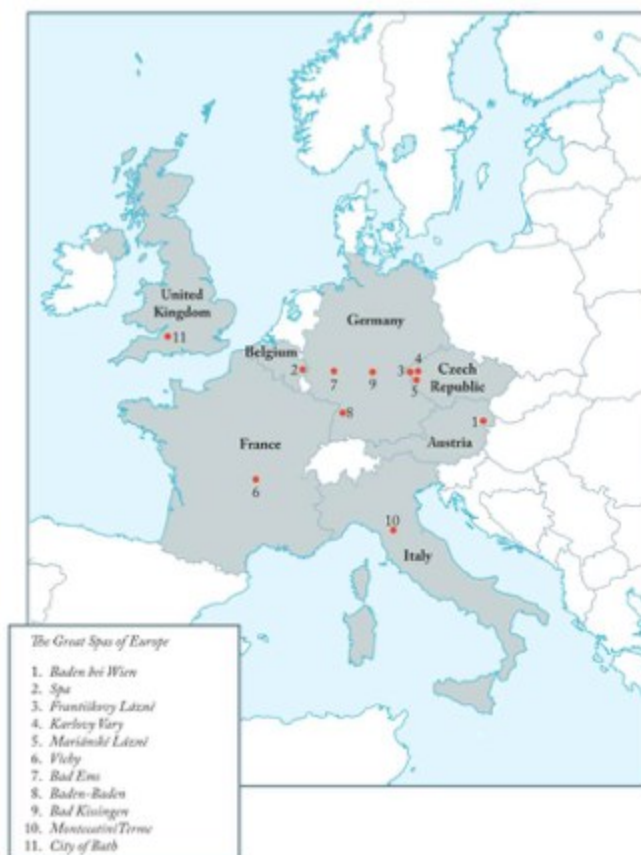 United
Kingdom
11
Germany
Belgium
2
7
9
3
4
5
Czech
Republic
8
1
Austria
France
6
10
Italy
The Great Spas of Europe
1. Baden bei Wien
2. Spa
3. Františkovy Lázně
4. Karlovy Vary
5. Mariánské Lázně
6. Vichy
7. Bad Ems
8. Baden-Baden
9. Bad Kissingen
10. Montecatini Terme
11. City of Bath